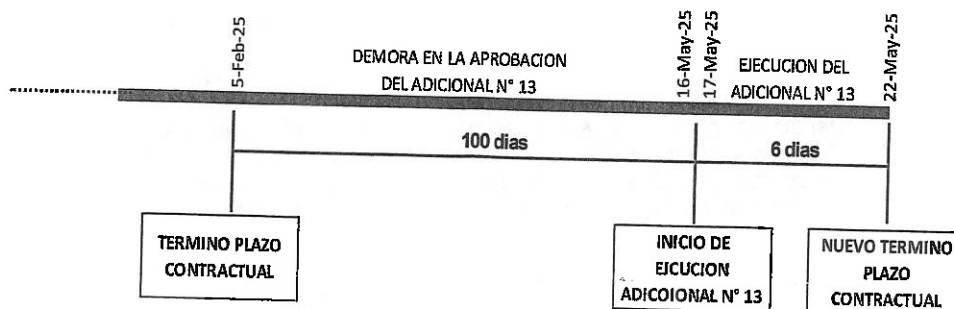 5-Feb-25
DEMORA EN LA APROBACION
DEL ADICIONAL N° 13
16-May-25
17-May-25
EJECUCION DEL
ADICIONAL N° 13
22-May-25
100 dias
6 dias
TERMINO PLAZO
CONTRACTUAL
INICIO DE
EJCUCION
ADICOIONAL N° 13
NUEVO TERMINO
PLAZO
CONTRACTUAL